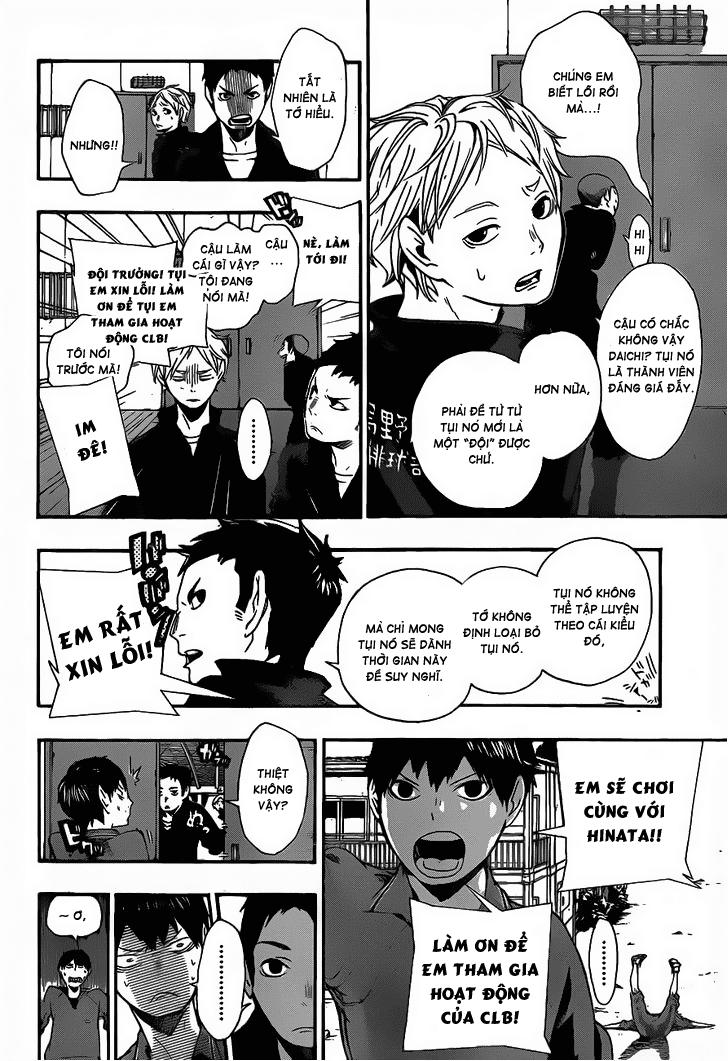 CHÚNG EM
BIẾT LỖI RỒI
MÀ...!
HI
HI
CẬU CÓ CHẮC
KHÔNG VẬY
DAICHI? TỤI NÓ
LÀ THÀNH VIÊN
ĐÁNG GIÁ ĐẤY.
HƠN NỮA,
PHẢI ĐỂ TỪ TỪ
TỤI NÓ MỚI LÀ
MỘT "ĐỘI" ĐƯỢC
CHỨ.
TẤT
NHIÊN LÀ
TỚ HIỂU.
NHƯNG!!
NÈ, LÀM
TỚI ĐI!
CẬU
...
CẬU LÀM
CÁI GÌ VẬY?
TÔI ĐANG
NÓI MÀ!
ĐỘI TRƯỞNG! TỤI
EM XIN LỖI! LÀM
ƠN ĐỂ TỤI EM
THAM GIA HOẠT
ĐỘNG CLB!
TÔI NÓI
TRƯỚC MÀ!
IM
ĐÊ!
TỤI NÓ KHÔNG
THỂ TẬP LUYỆN
THEO CÁI KIỂU
ĐÓ,
TỚ KHÔNG
ĐỊNH LOẠI BỎ
TỤI NÓ.
MÀ CHỈ MONG
TỤI NÓ SẼ DÀNH
THỜI GIAN NÀY
ĐỂ SUY NGHĨ.
EM RẤT
XIN LỖI!
EM SẼ CHƠI
CÙNG VỚI
HINATA!!
LÀM ƠN ĐỂ
EM THAM GIA
HOẠT ĐỘNG
CỦA CLB!
THIỆT
KHÔNG
VẬY?
~ Ơ,